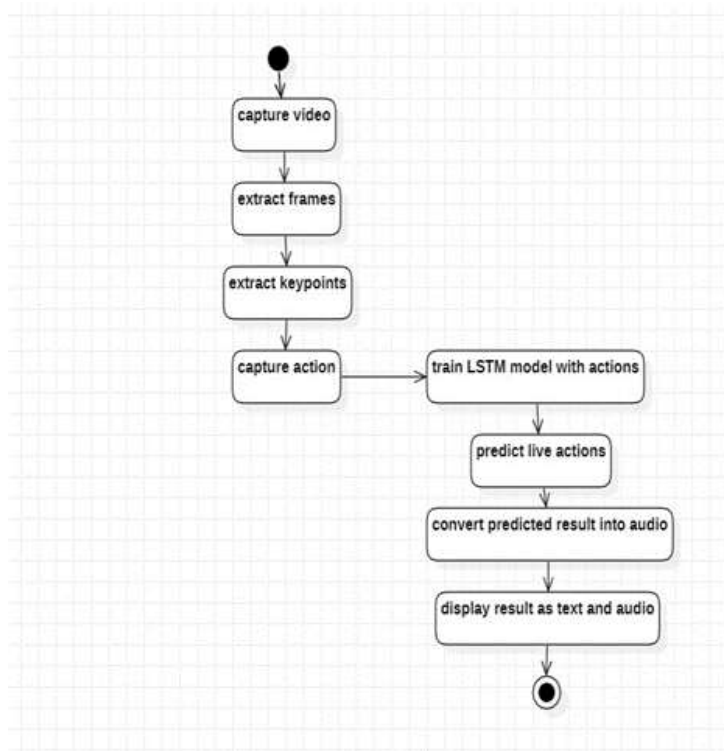 capture video
extract frames
extract keypoints
capture action
train LSTM model with actions
predict live actions
convert predicted result into audio
display result as text and audio